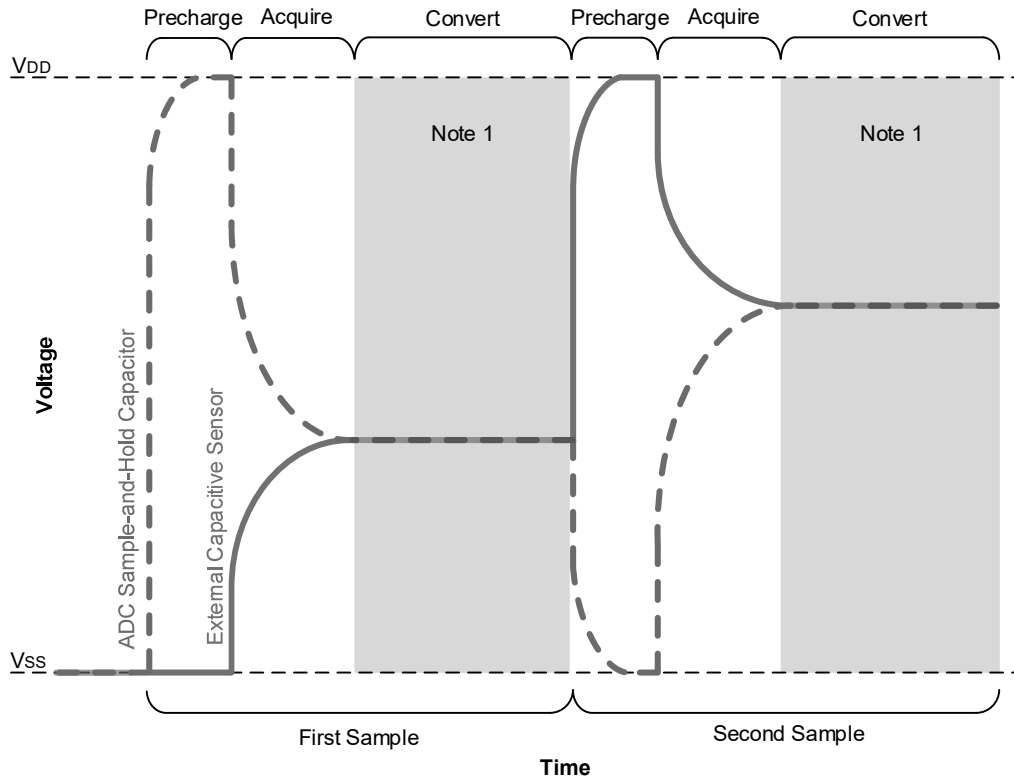 Precharge Acquire Convert Precharge Acquire Convert
VDD
Note 1 Note 1
Voltage
ADC Sample-and-Hold Capacitor
External Capacitive Sensor
VSS
First Sample Second Sample
Time